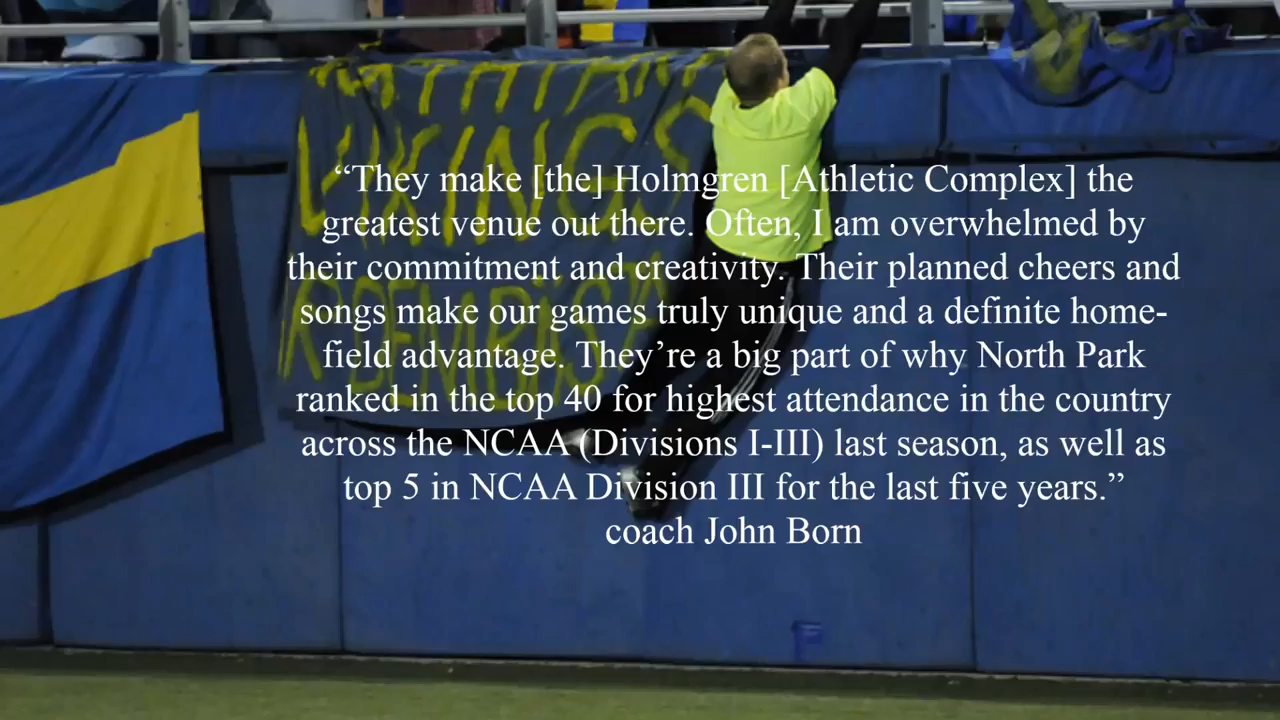 VIKINGS
“They make [the] Holmgren [Athletic Complex] the
greatest venue out there. Often, I am overwhelmed by
their commitment and creativity. Their planned cheers and
songs make our games truly unique and a definite home-
field advantage. They’re a big part of why North Park
ranked in the top 40 for highest attendance in the country
across the NCAA (Divisions I-III) last season, as well as
top 5 in NCAA Division III for the last five years.”
coach John Born